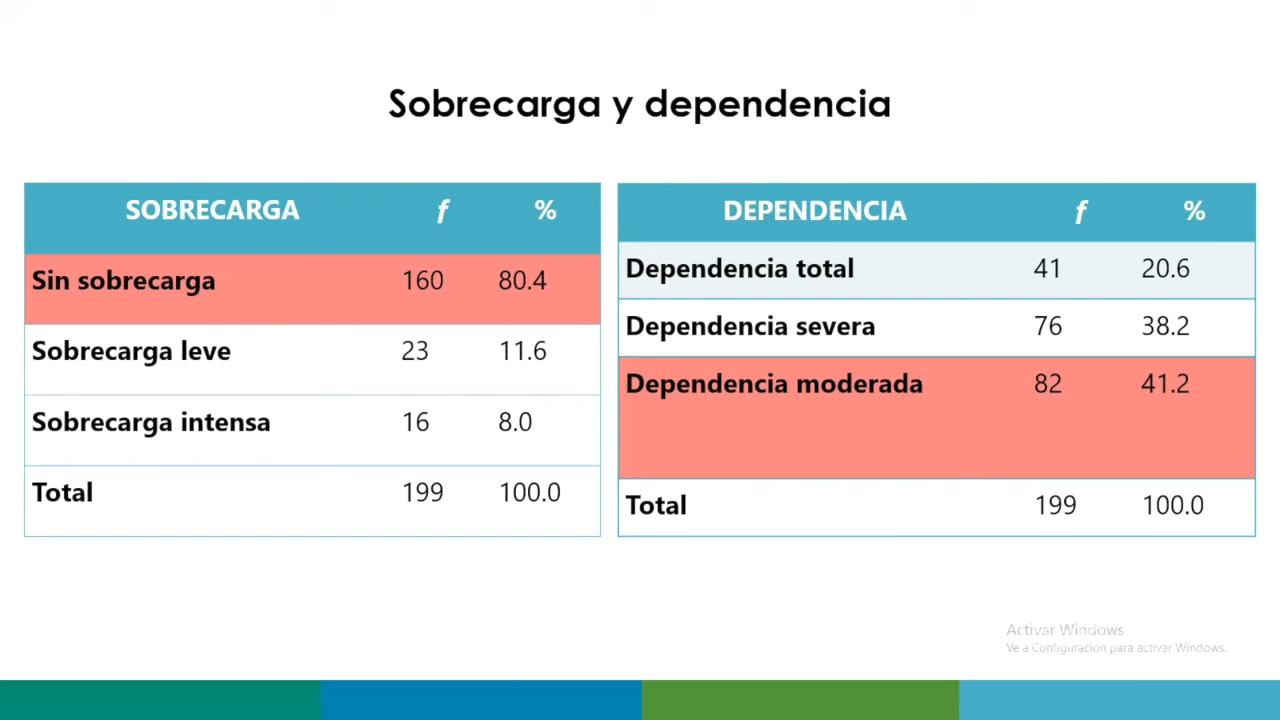 Sobrecarga y dependencia
SOBRECARGA f %
Sin sobrecarga 160 80.4
Sobrecarga leve 23 11.6
Sobrecarga intensa 16 8.0
Total 199 100.0
DEPENDENCIA f %
Dependencia total 41 20.6
Dependencia severa 76 38.2
Dependencia moderada 82 41.2
Total 199 100.0
Activar Windows
Ve a Configuración para activar Windows.